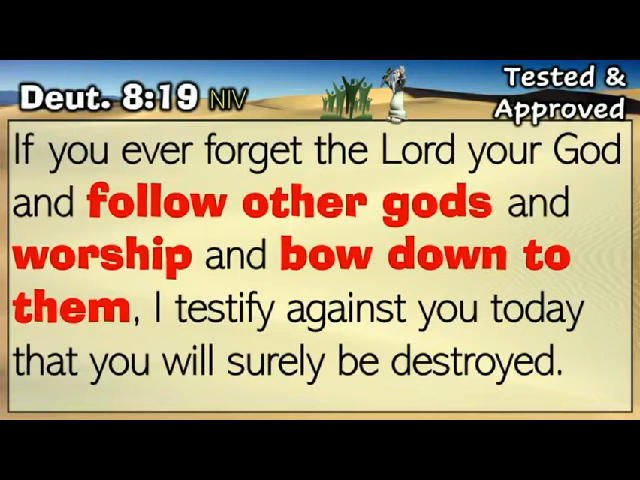 Deut. 8:19 NIV
Tested &
Approved
If you ever forget the Lord your God
and follow other gods and
worship and bow down to
them, I testify against you today
that you will surely be destroyed.